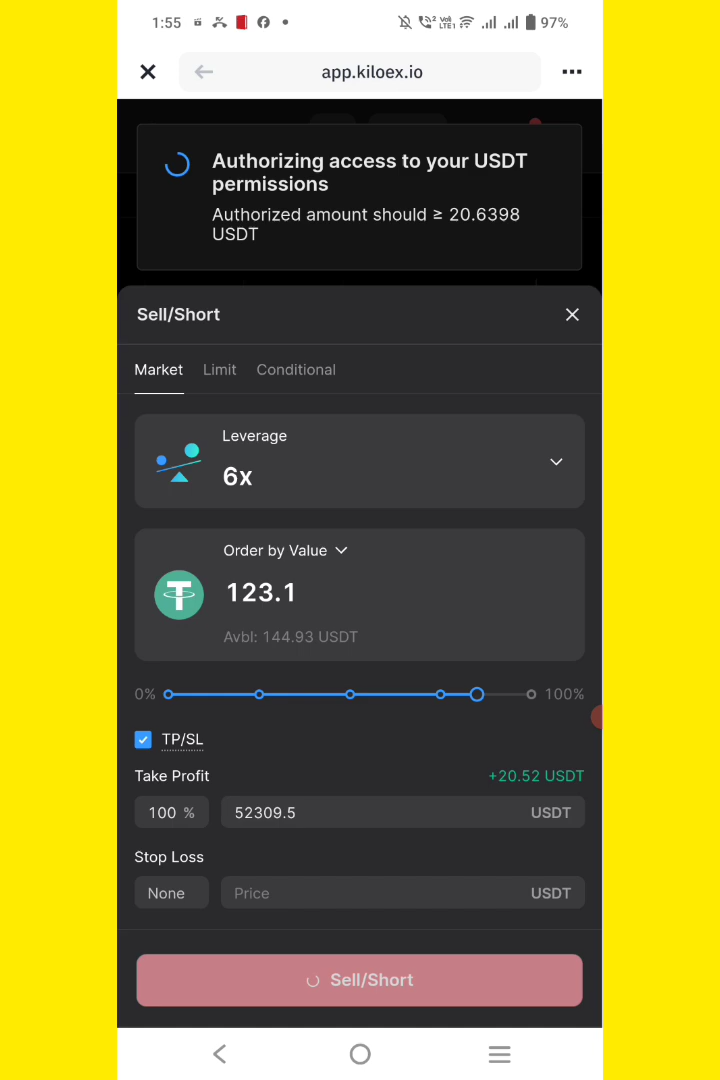 1:55
Vo)) LTE1
97%
app.kiloex.io
Authorizing access to your USDT
permissions
Authorized amount should ≥ 20.6398
USDT
Sell/Short
Market Limit Conditional
Leverage
6x
Order by Value
123.1
Avbl: 144.93 USDT
0% 100%
TP/SL
Take Profit +20.52 USDT
100 % 52309.5 USDT
Stop Loss
None Price USDT
Sell/Short